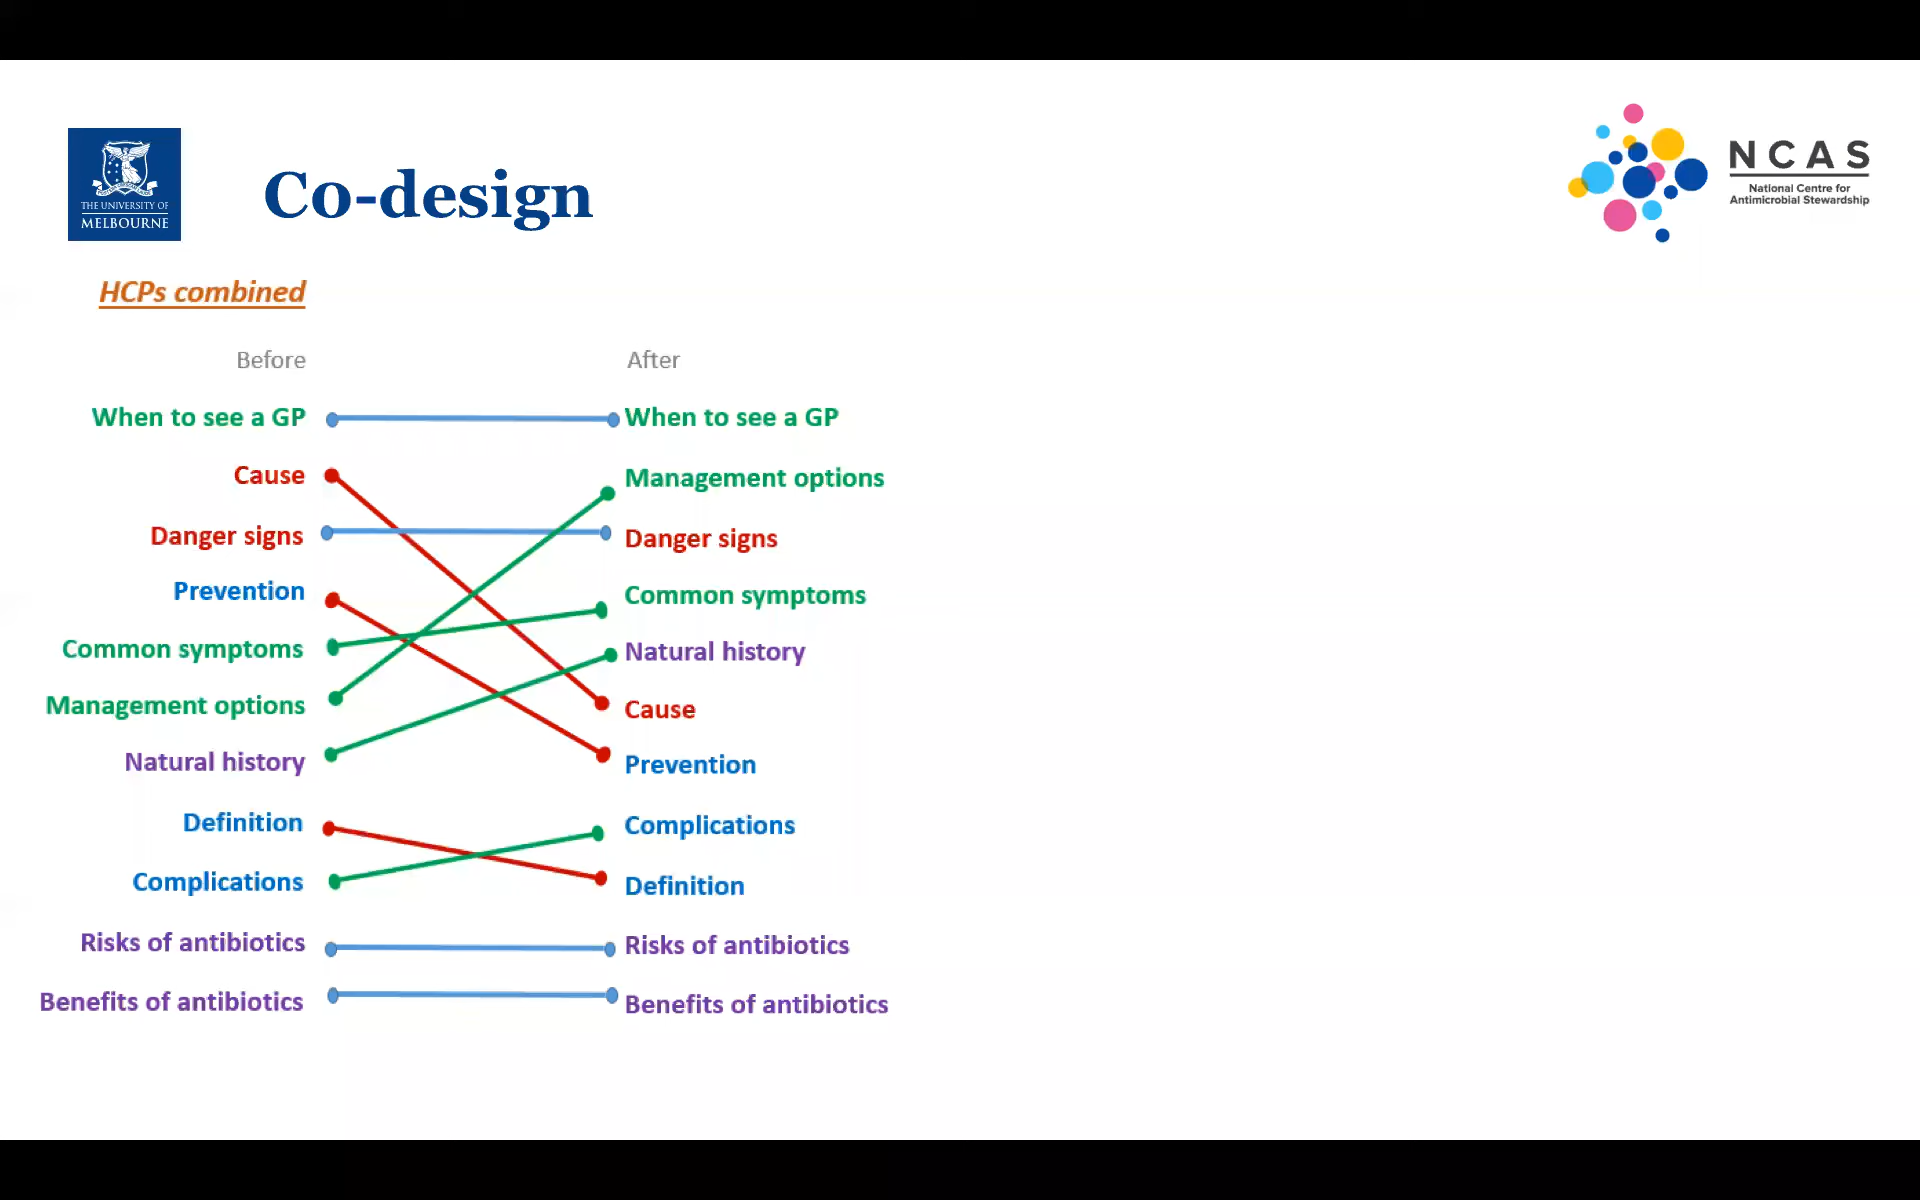 THE UNIVERSITY OF
MELBOURNE
Co-design
NCAS
National Centre for
Antimicrobial Stewardship
HCPs combined
Before
After
When to see a GP
When to see a GP
Cause
Management options
Danger signs
Danger signs
Prevention
Common symptoms
Common symptoms
Natural history
Management options
Cause
Natural history
Prevention
Definition
Complications
Complications
Definition
Risks of antibiotics
Risks of antibiotics
Benefits of antibiotics
Benefits of antibiotics